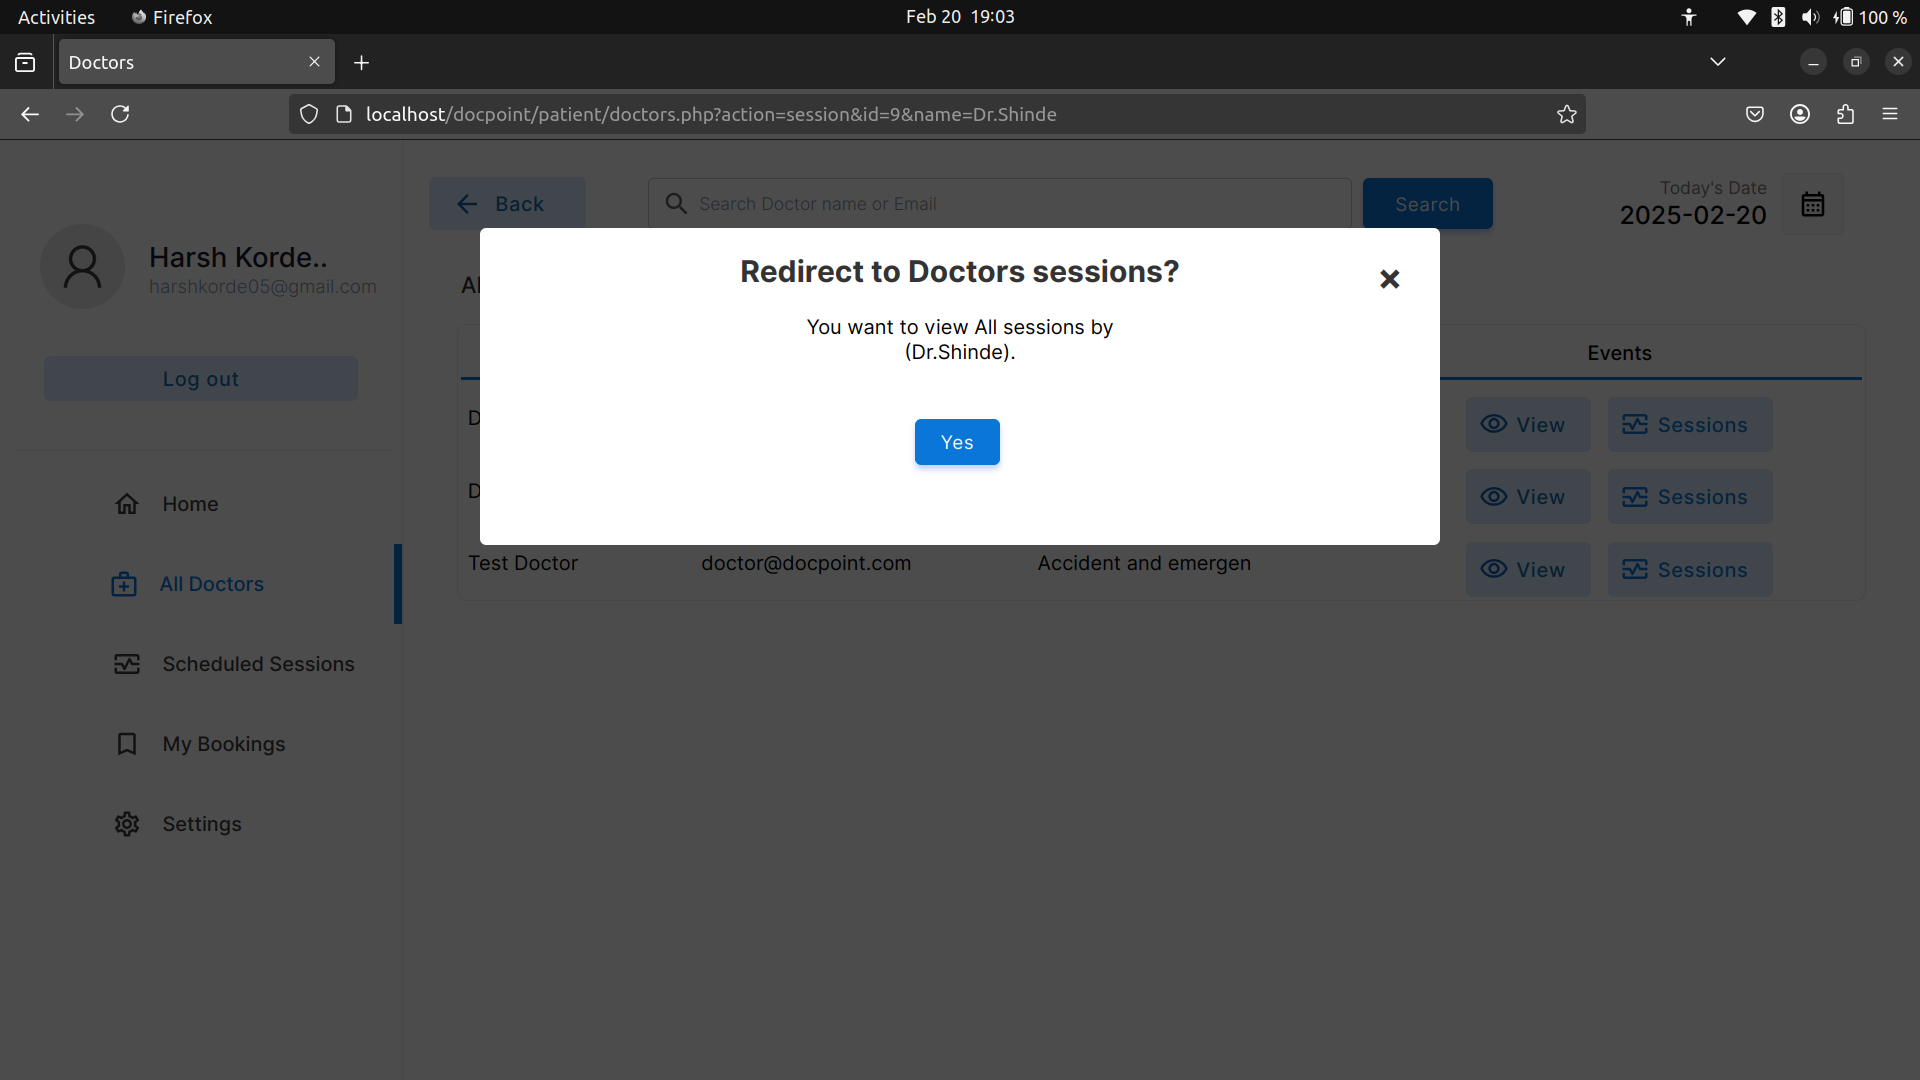 Activities Firefox Feb 20 19:03 100 %
Doctors
localhost/docpoint/patient/doctors.php?action=session&id=9&name=Dr.Shinde
Back Search Doctor name or Email Search Today's Date
2025-02-20
Harsh Korde..
harshkorde05@gmail.com
Log out
Home
All Doctors
Scheduled Sessions
My Bookings
Settings
Redirect to Doctors sessions?
You want to view All sessions by
(Dr.Shinde).
Yes
Events
View Sessions
View Sessions
Test Doctor doctor@docpoint.com Accident and emergen View Sessions